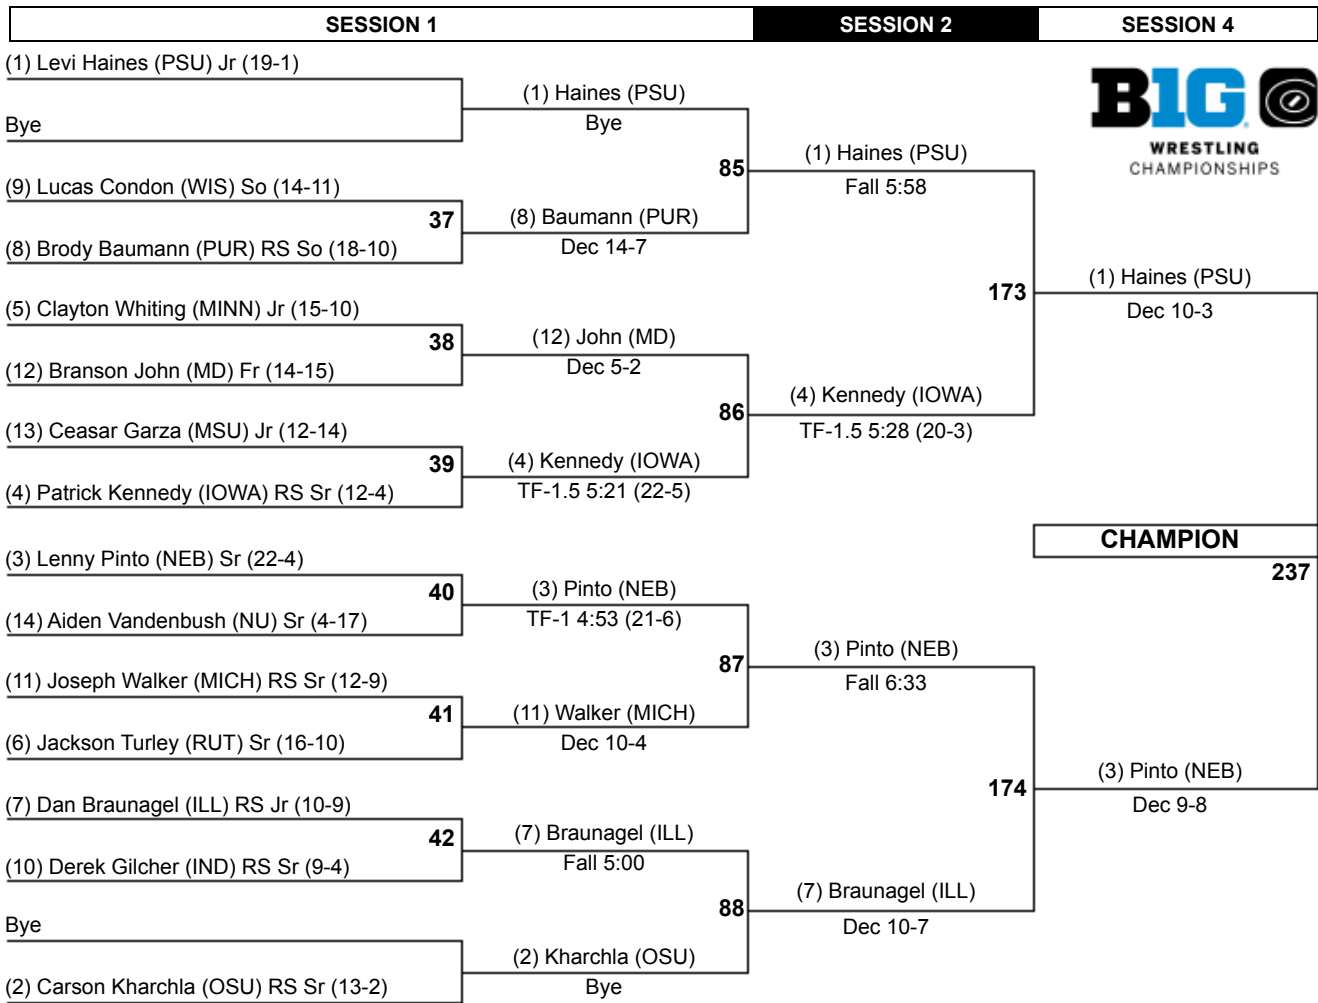 SESSION 1
SESSION 2
SESSION 4
B1G
WRESTLING
CHAMPIONSHIPS
(1) Levi Haines (PSU) Jr (19-1)
Bye
(9) Lucas Condon (WIS) So (14-11)
37
(8) Brody Baumann (PUR) RS So (18-10)
(5) Clayton Whiting (MINN) Jr (15-10)
38
(12) Branson John (MD) Fr (14-15)
(13) Ceasar Garza (MSU) Jr (12-14)
39
(4) Patrick Kennedy (IOWA) RS Sr (12-4)
(3) Lenny Pinto (NEB) Sr (22-4)
40
(14) Aiden Vandenbush (NU) Sr (4-17)
(11) Joseph Walker (MICH) RS Sr (12-9)
41
(6) Jackson Turley (RUT) Sr (16-10)
(7) Dan Braunagel (ILL) RS Jr (10-9)
42
(10) Derek Gilcher (IND) RS Sr (9-4)
Bye
(2) Carson Kharchla (OSU) RS Sr (13-2)
(1) Haines (PSU)
Bye
85
(8) Baumann (PUR)
Dec 14-7
(12) John (MD)
Dec 5-2
86
(4) Kennedy (IOWA)
TF-1.5 5:21 (22-5)
(3) Pinto (NEB)
TF-1 4:53 (21-6)
87
(11) Walker (MICH)
Dec 10-4
(7) Braunagel (ILL)
Fall 5:00
88
(2) Kharchla (OSU)
Bye
(1) Haines (PSU)
Fall 5:58
173
(4) Kennedy (IOWA)
TF-1.5 5:28 (20-3)
(3) Pinto (NEB)
Fall 6:33
174
(7) Braunagel (ILL)
Dec 10-7
(1) Haines (PSU)
Dec 10-3
CHAMPION
237
(3) Pinto (NEB)
Dec 9-8